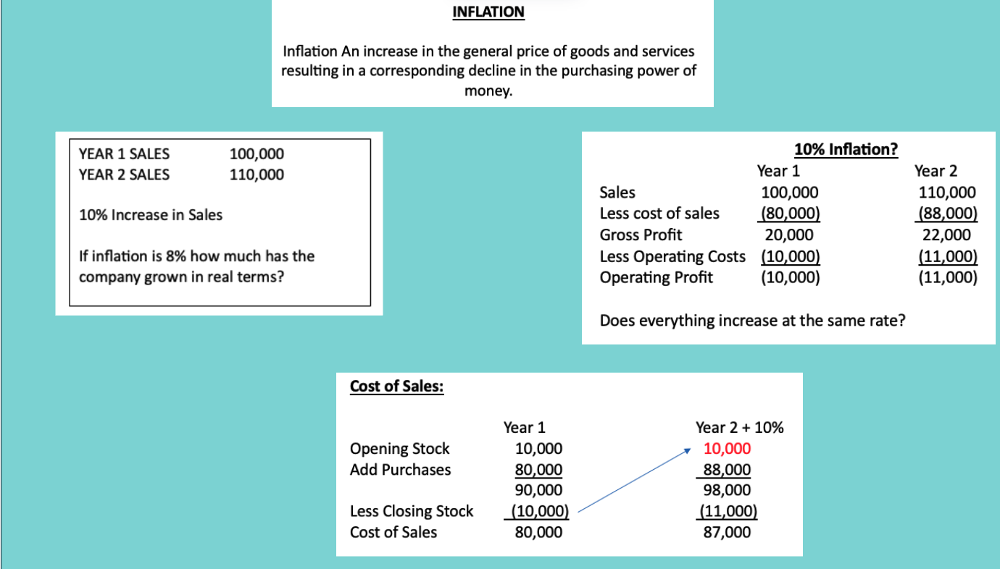 INFLATION
Inflation An increase in the general price of goods and services
resulting in a corresponding decline in the purchasing power of
money.
YEAR 1 SALES 100,000
YEAR 2 SALES 110,000
10% Increase in Sales
If inflation is 8% how much has the
company grown in real terms?
10% Inflation?
Year 1 Year 2
Sales 100,000 110,000
Less cost of sales (80,000) (88,000)
Gross Profit 20,000 22,000
Less Operating Costs (10,000) (11,000)
Operating Profit (10,000) (11,000)
Does everything increase at the same rate?
Cost of Sales:
Year 1 Year 2 + 10%
Opening Stock 10,000 10,000
Add Purchases 80,000 88,000
90,000 98,000
Less Closing Stock (10,000) (11,000)
Cost of Sales 80,000 87,000